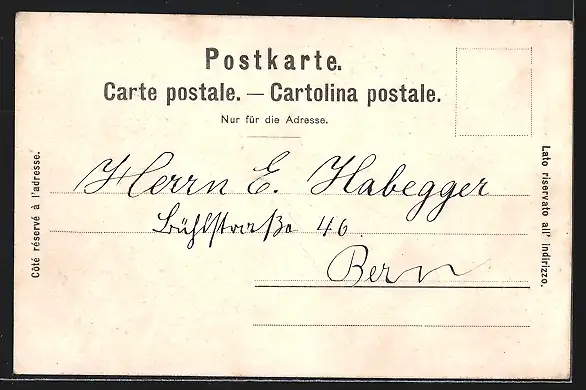 Postkarte.
Carte postale. — Cartolina postale.
Nur für die Adresse.
Côté réservé à l'adresse.
Herrn E. Habegger
Bühlstraße 46.
Bern
Lato riservato all' indirizzo.